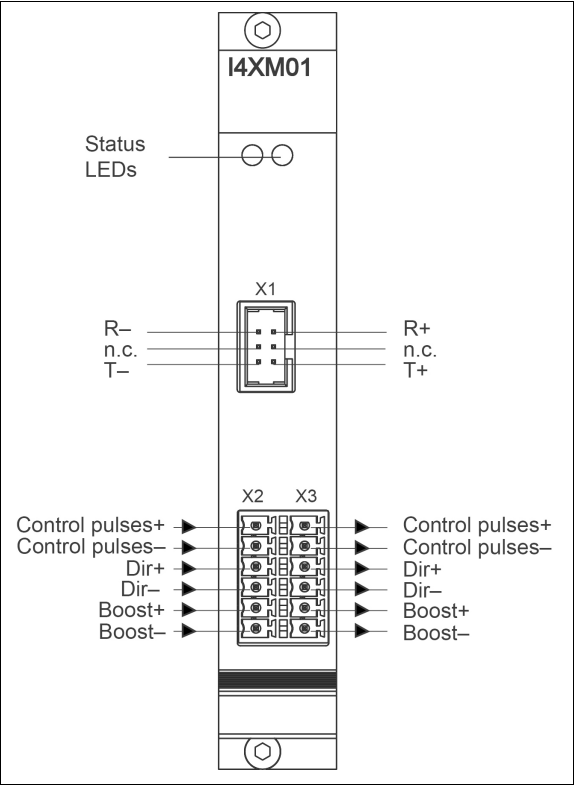 I4XM01
Status
LEDs
X1
R– R+
n.c. n.c.
T– T+
X2 X3
Control pulses+ Control pulses+
Control pulses– Control pulses–
Dir+ Dir+
Dir– Dir–
Boost+ Boost+
Boost– Boost–